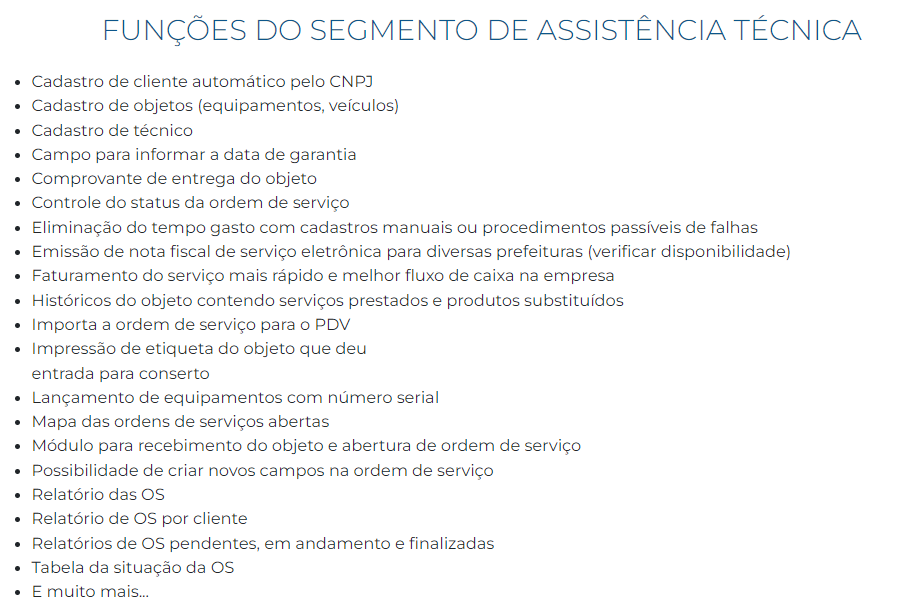 FUNÇÕES DO SEGMENTO DE ASSISTÊNCIA TÉCNICA
• Cadastro de cliente automático pelo CNPJ
• Cadastro de objetos (equipamentos, veículos)
• Cadastro de técnico
• Campo para informar a data de garantia
• Comprovante de entrega do objeto
• Controle do status da ordem de serviço
• Eliminação do tempo gasto com cadastros manuais ou procedimentos passíveis de falhas
• Emissão de nota fiscal de serviço eletrônica para diversas prefeituras (verificar disponibilidade)
• Faturamento do serviço mais rápido e melhor fluxo de caixa na empresa
• Históricos do objeto contendo serviços prestados e produtos substituídos
• Importa a ordem de serviço para o PDV
• Impressão de etiqueta do objeto que deu
entrada para conserto
• Lançamento de equipamentos com número serial
• Mapa das ordens de serviços abertas
• Módulo para recebimento do objeto e abertura de ordem de serviço
• Possibilidade de criar novos campos na ordem de serviço
• Relatório das OS
• Relatório de OS por cliente
• Relatórios de OS pendentes, em andamento e finalizadas
• Tabela da situação da OS
• E muito mais...